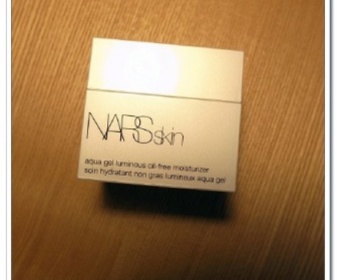 NARSskin
aqua gel luminous oil-free moisturizer
soin hydratant non gras lumineux aqua gel